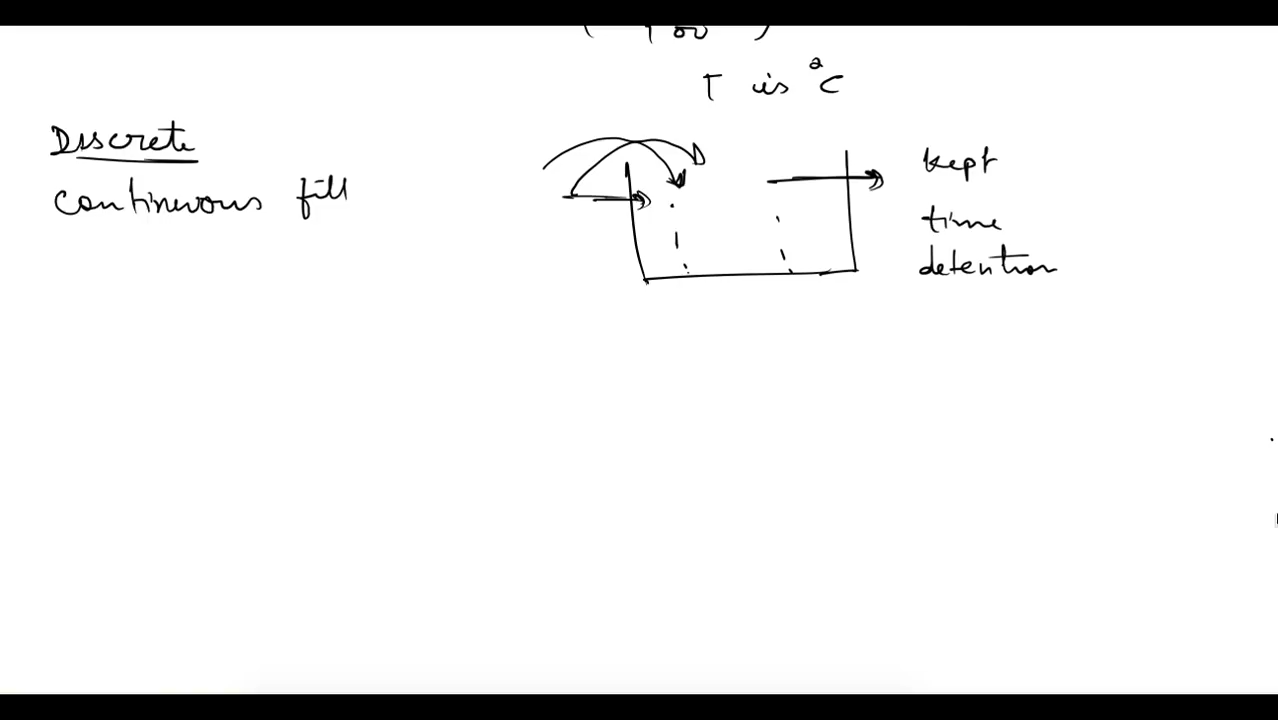 T is °C
Discrete
continuous fill
kept
time
detention